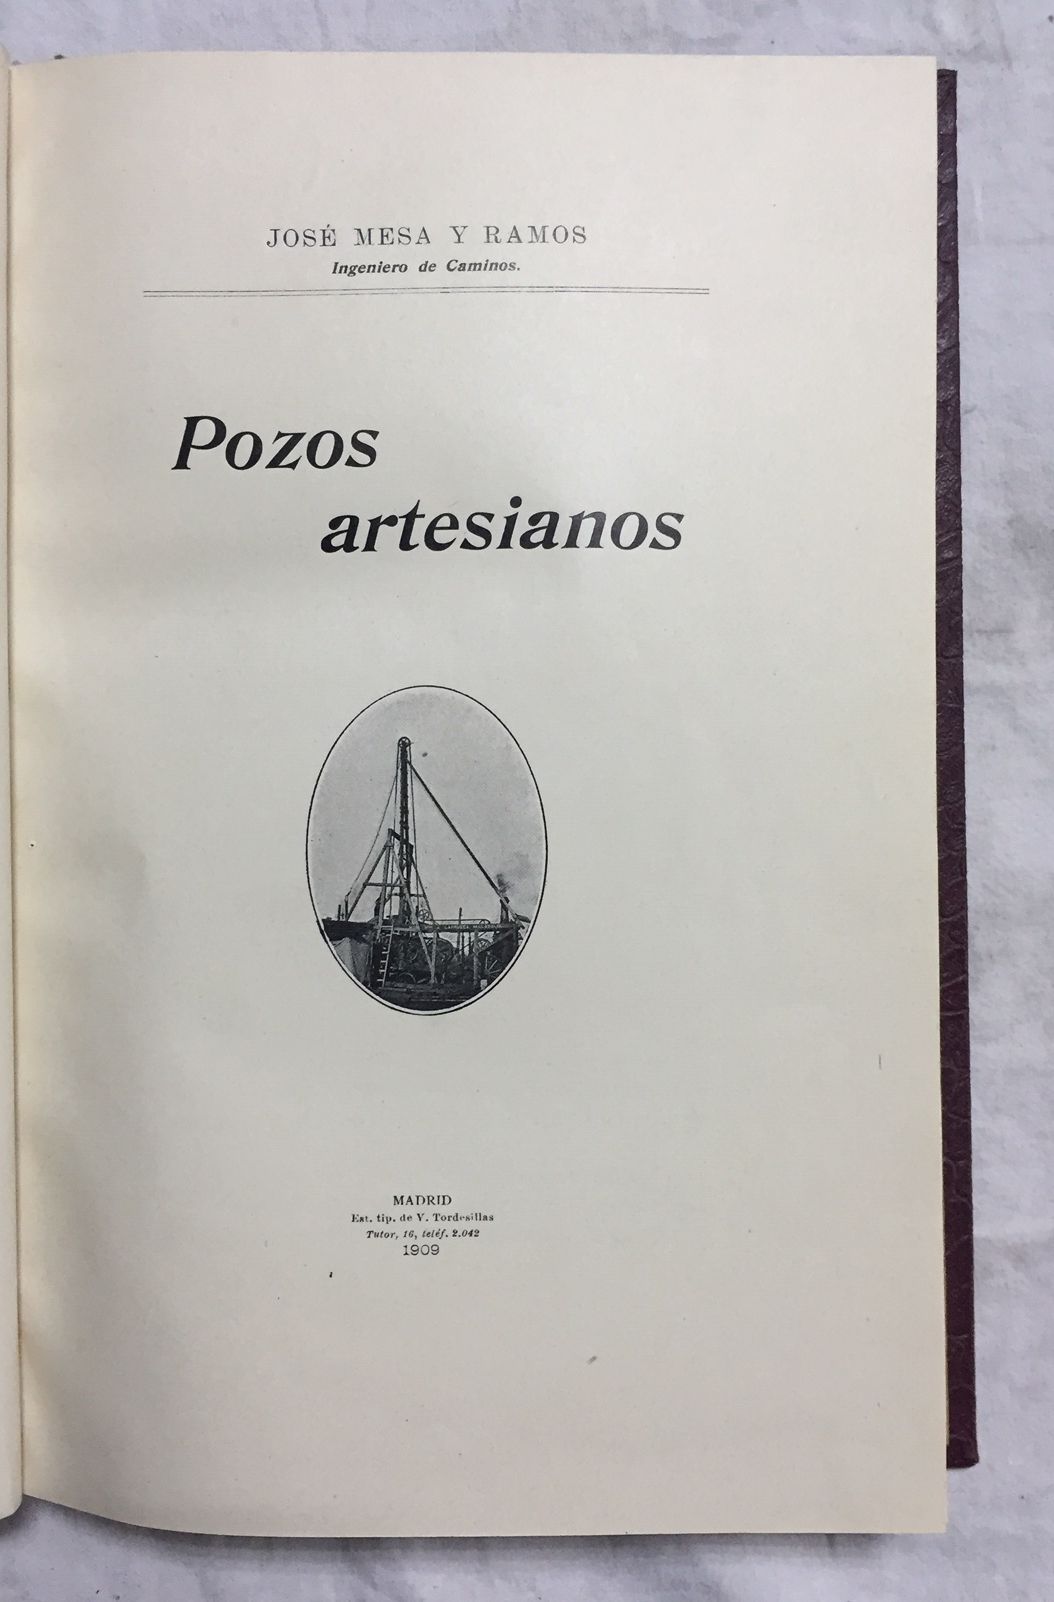 JOSÉ MESA Y RAMOS
Ingeniero de Caminos.
Pozos
artesianos
MADRID
Est. tip. de V. Tordesillas
Tutor, 16, teléf. 2.042
1909